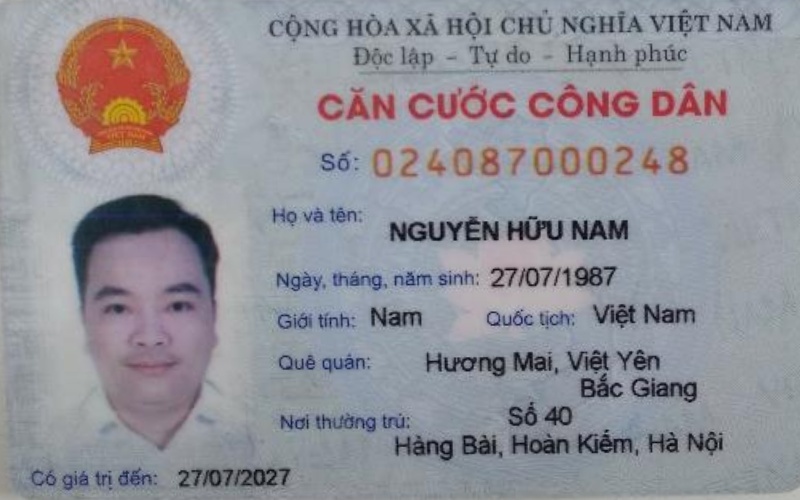 CỘNG HÒA XÃ HỘI CHỦ NGHĨA VIỆT NAM
Độc lập - Tự do - Hạnh phúc
CĂN CƯỚC CÔNG DÂN
Số: 024087000248
Họ và tên: NGUYỄN HỮU NAM
Ngày, tháng, năm sinh: 27/07/1987
Giới tính: Nam Quốc tịch: Việt Nam
Quê quán: Hương Mai, Việt Yên
Bắc Giang
Nơi thường trú: Số 40
Hàng Bài, Hoàn Kiếm, Hà Nội
Có giá trị đến: 27/07/2027